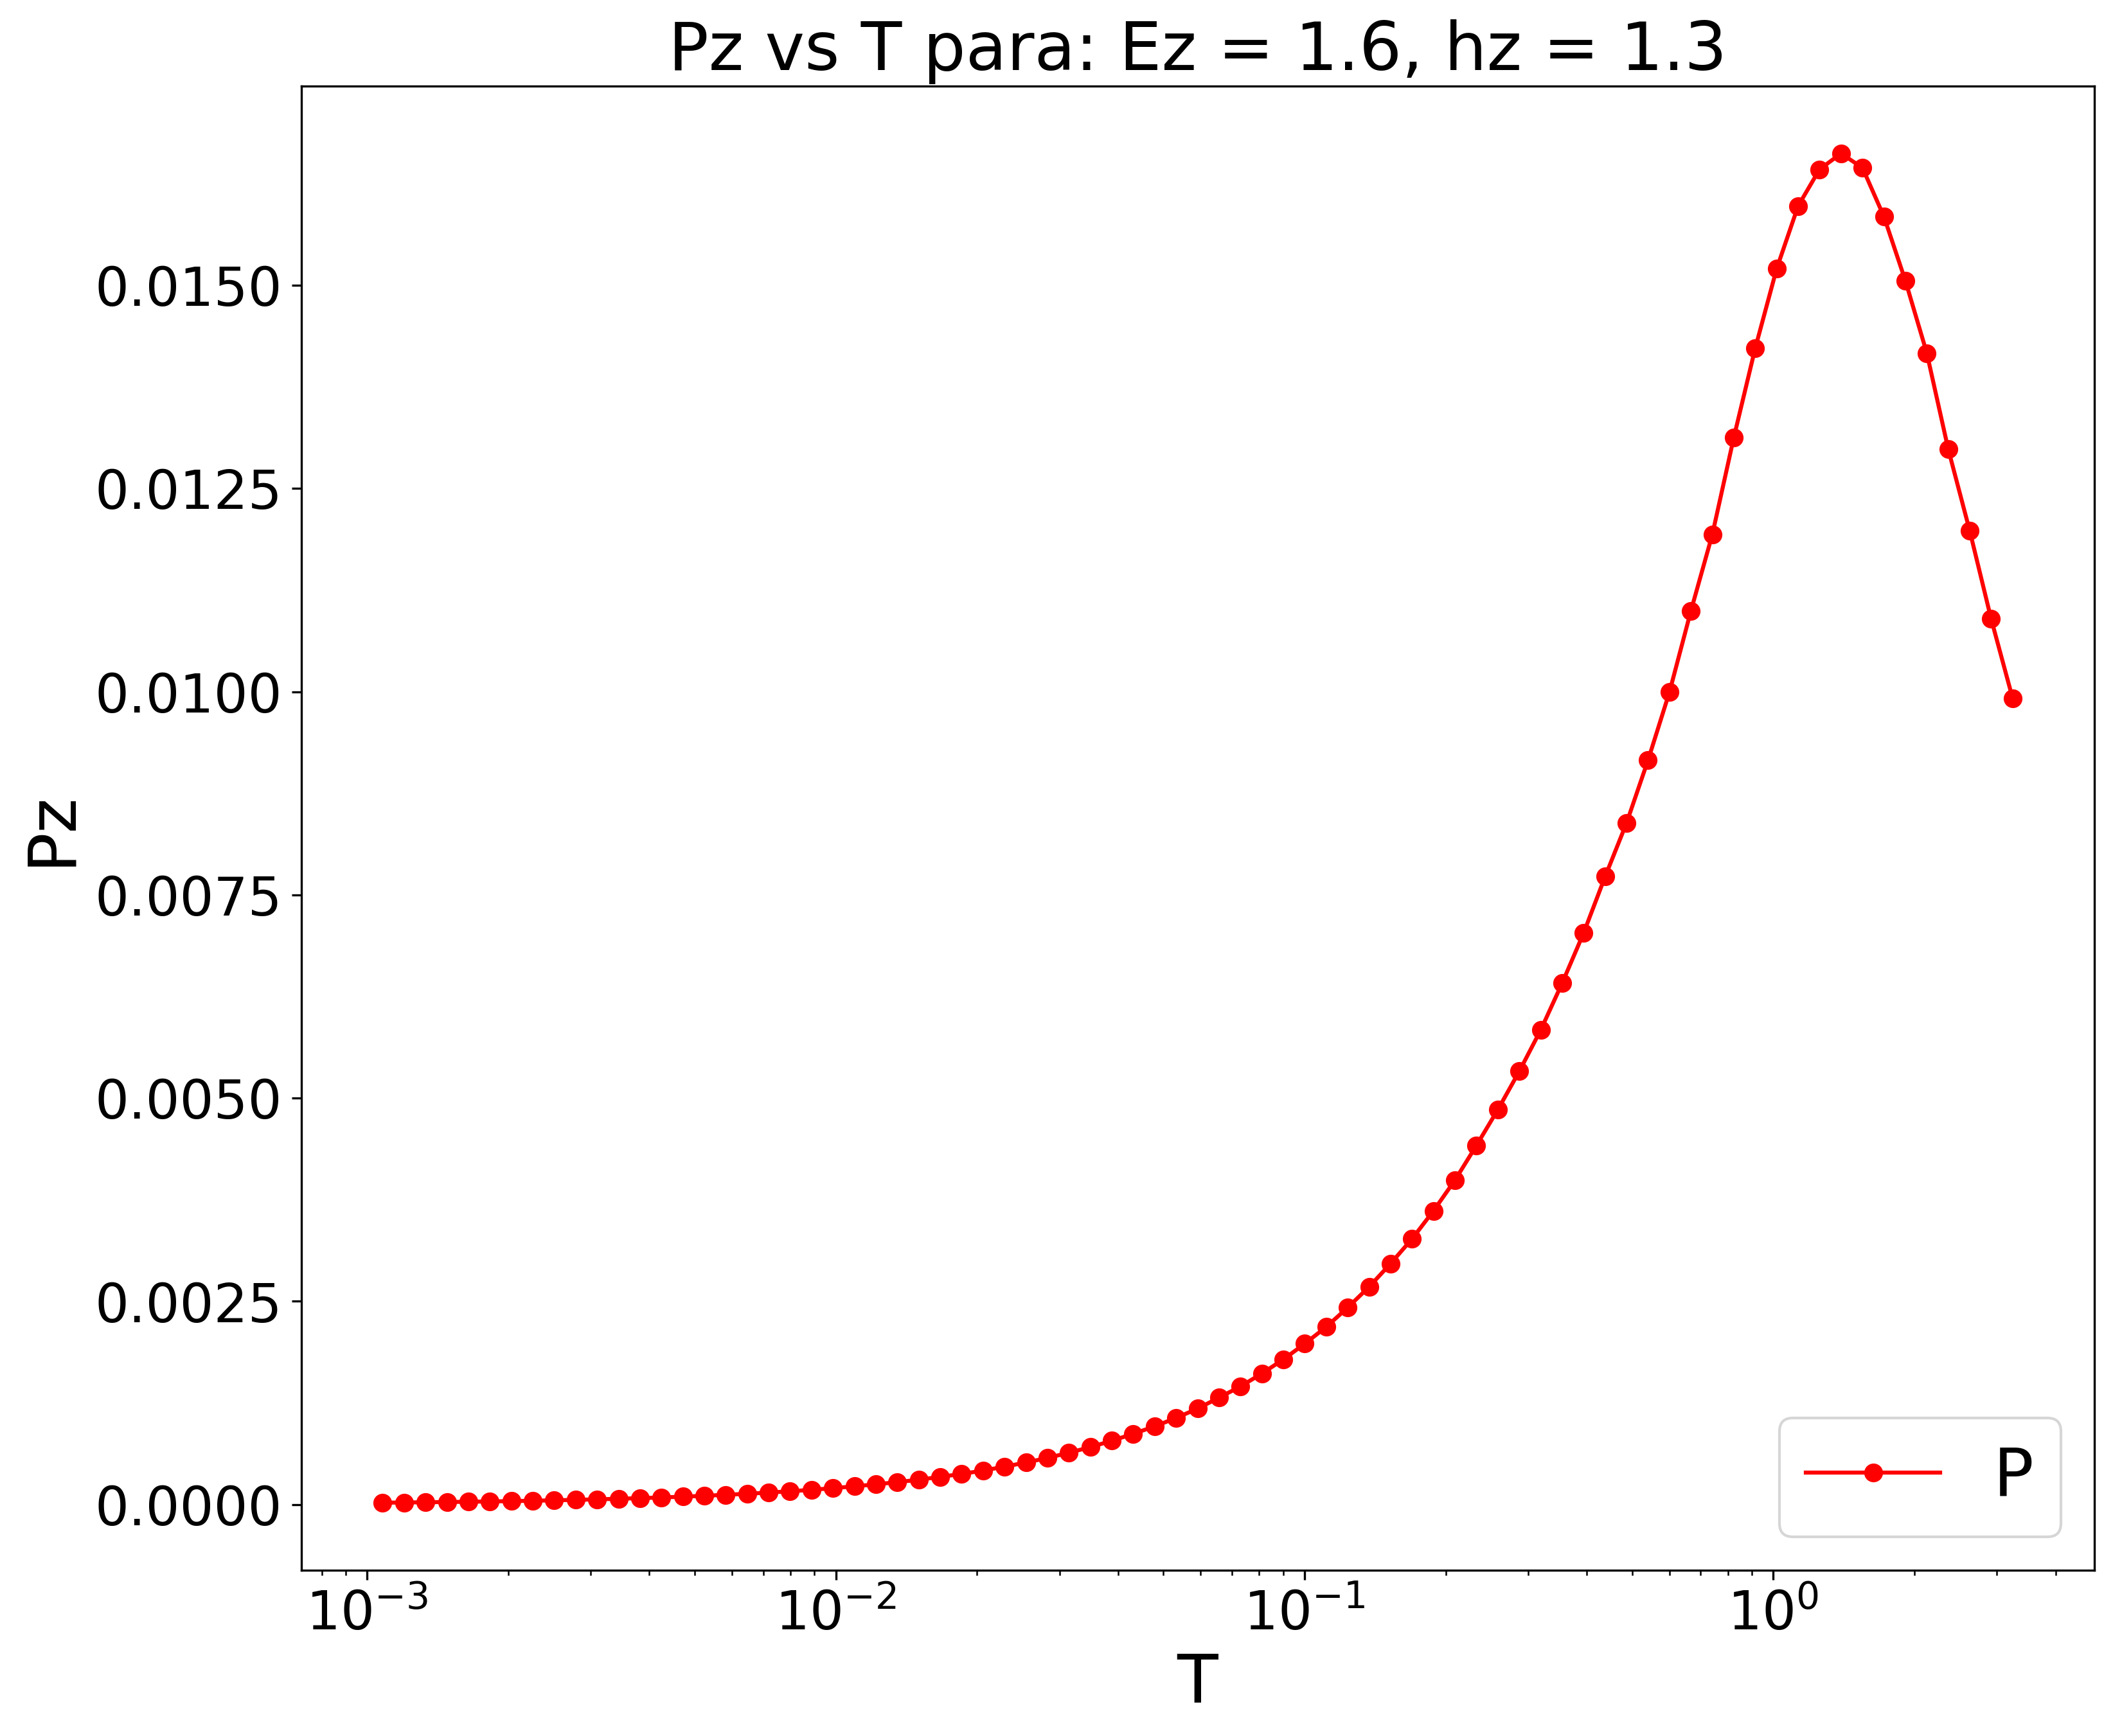 Pz vs T para: Ez = 1.6, hz = 1.3
Pz
0.0150
0.0125
0.0100
0.0075
0.0050
0.0025
0.0000
P
10⁻³ 10⁻² 10⁻¹ 10⁰
T